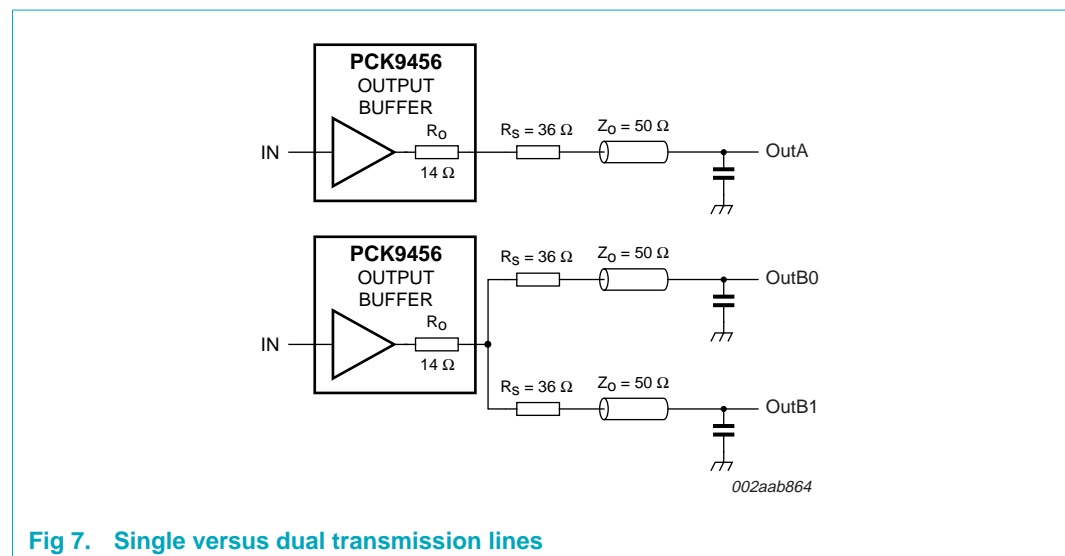 PCK9456
OUTPUT
BUFFER
IN
RO
14 Ω
RS = 36 Ω
ZO = 50 Ω
OutA
PCK9456
OUTPUT
BUFFER
IN
RO
14 Ω
RS = 36 Ω
ZO = 50 Ω
OutB0
RS = 36 Ω
ZO = 50 Ω
OutB1
002aab864
Fig 7. Single versus dual transmission lines